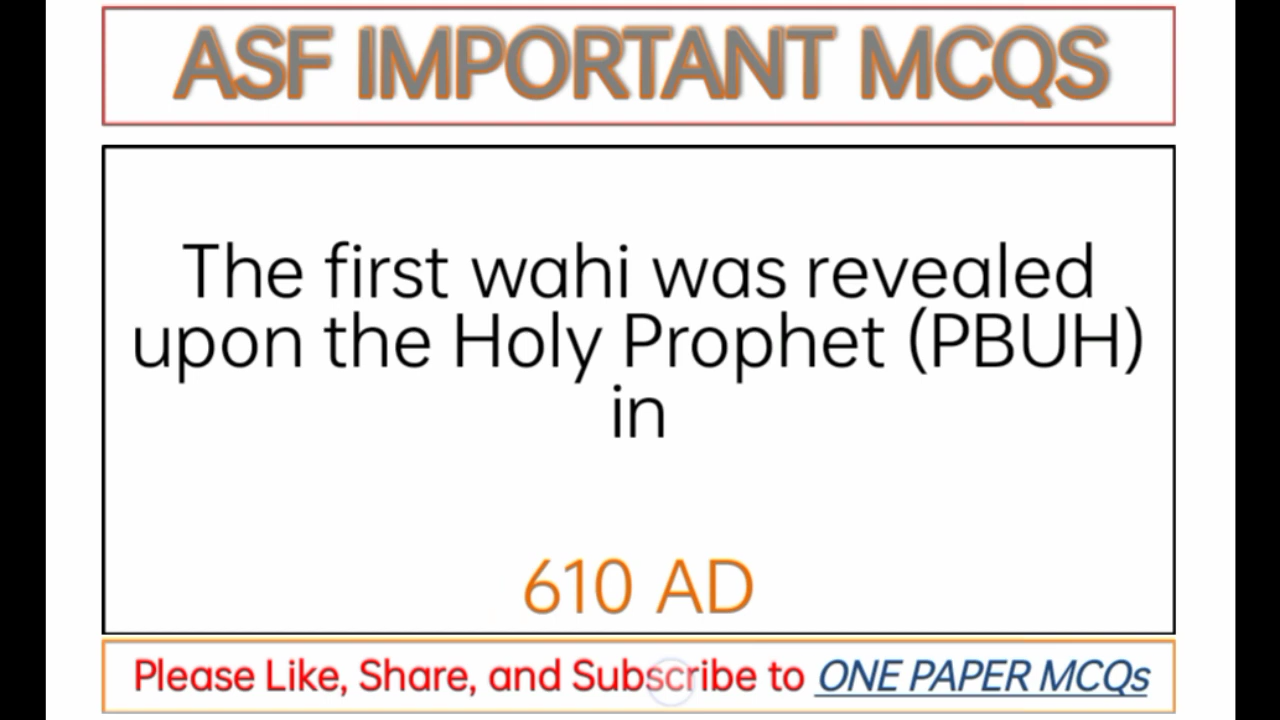 ASF IMPORTANT MCQS
The first wahi was revealed
upon the Holy Prophet (PBUH)
in
610 AD
Please Like, Share, and Subscribe to ONE PAPER MCQs